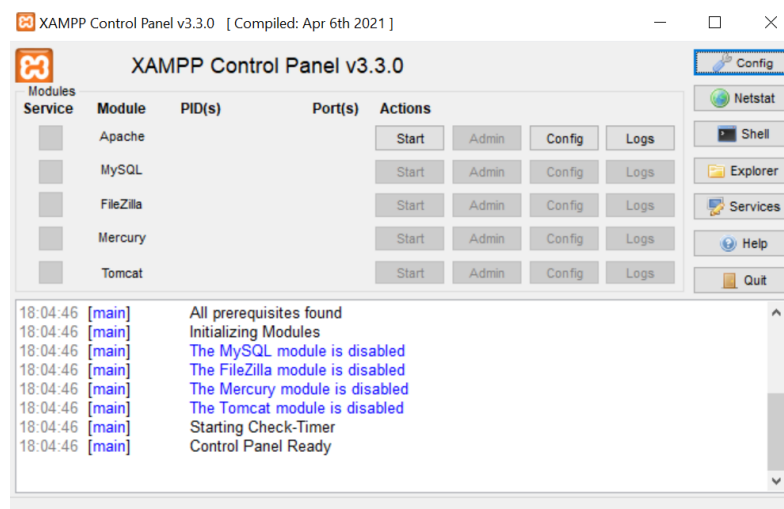 XAMPP Control Panel v3.3.0 [ Compiled: Apr 6th 2021 ]
XAMPP Control Panel v3.3.0
Config
Modules
Service Module PID(s) Port(s) Actions
Netstat
Apache Start Admin Config Logs
Shell
MySQL Start Admin Config Logs
Explorer
FileZilla Start Admin Config Logs
Services
Mercury Start Admin Config Logs
Help
Tomcat Start Admin Config Logs
Quit
18:04:46 [main] All prerequisites found
18:04:46 [main] Initializing Modules
18:04:46 [main] The MySQL module is disabled
18:04:46 [main] The FileZilla module is disabled
18:04:46 [main] The Mercury module is disabled
18:04:46 [main] The Tomcat module is disabled
18:04:46 [main] Starting Check-Timer
18:04:46 [main] Control Panel Ready